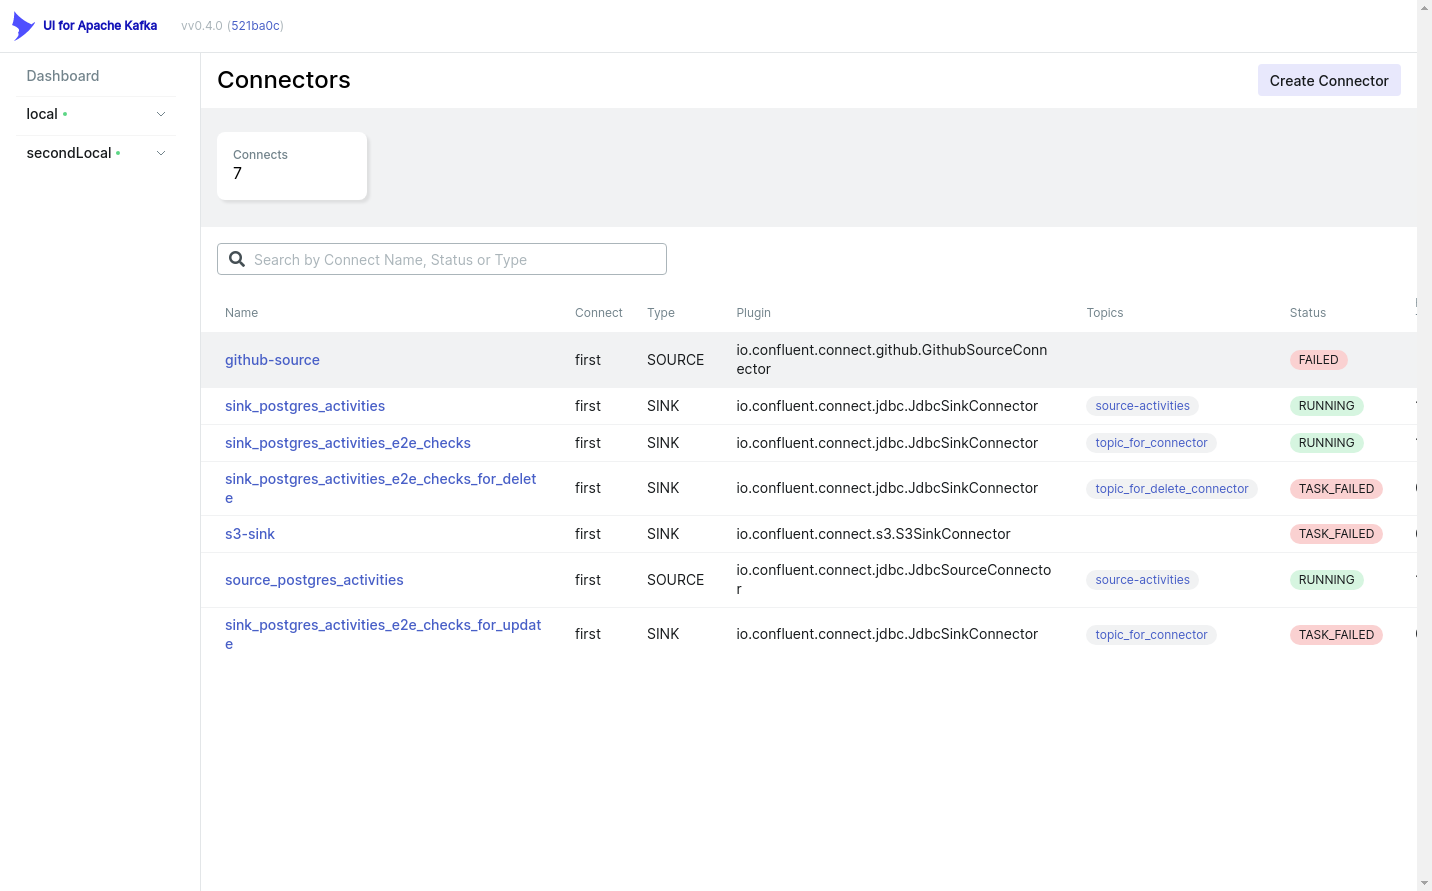 UI for Apache Kafka vv0.4.0 (521ba0c)
Dashboard
local
secondLocal
Connectors
Create Connector
Connects
7
Search by Connect Name, Status or Type
Name Connect Type Plugin Topics Status
github-source first SOURCE io.confluent.connect.github.GithubSourceConn
ector FAILED
sink_postgres_activities first SINK io.confluent.connect.jdbc.JdbcSinkConnector source-activities RUNNING
sink_postgres_activities_e2e_checks first SINK io.confluent.connect.jdbc.JdbcSinkConnector topic_for_connector RUNNING
sink_postgres_activities_e2e_checks_for_delet
e first SINK io.confluent.connect.jdbc.JdbcSinkConnector topic_for_delete_connector TASK_FAILED
s3-sink first SINK io.confluent.connect.s3.S3SinkConnector TASK_FAILED
source_postgres_activities first SOURCE io.confluent.connect.jdbc.JdbcSourceConnecto
r source-activities RUNNING
sink_postgres_activities_e2e_checks_for_updat
e first SINK io.confluent.connect.jdbc.JdbcSinkConnector topic_for_connector TASK_FAILED